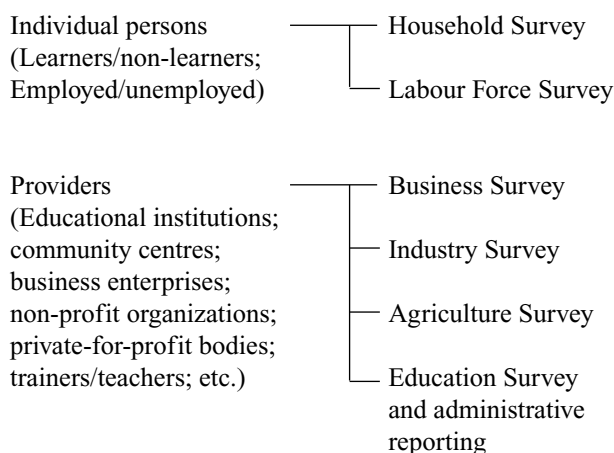 Individual persons
(Learners/non-learners;
Employed/unemployed)
Household Survey
Labour Force Survey
Providers
(Educational institutions;
community centres;
business enterprises;
non-profit organizations;
private-for-profit bodies;
trainers/teachers; etc.)
Business Survey
Industry Survey
Agriculture Survey
Education Survey
and administrative
reporting